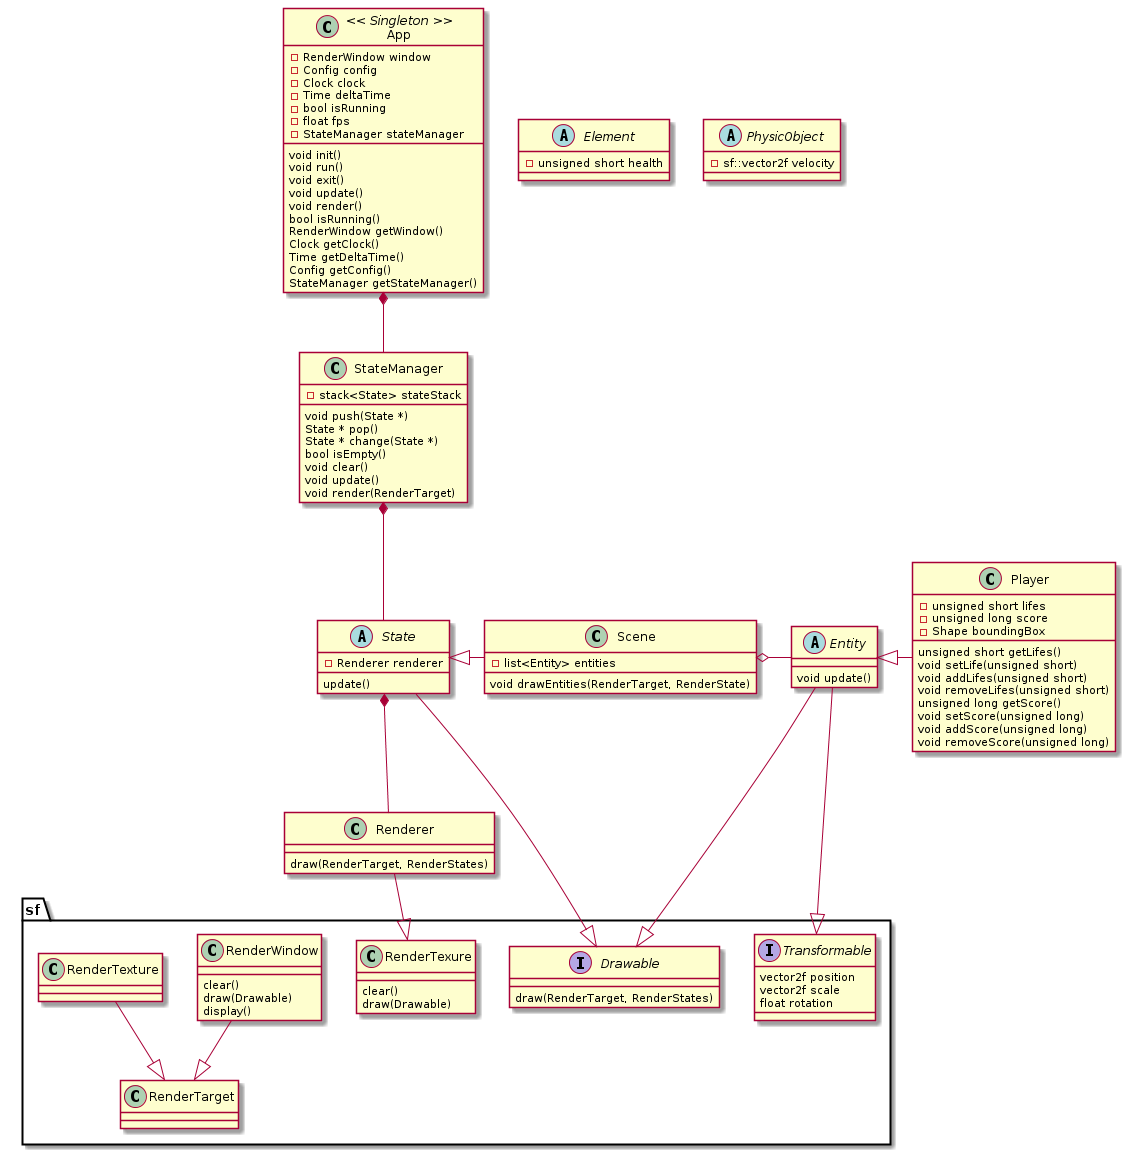 C << Singleton >>
App
RenderWindow window
Config config
Clock clock
Time deltaTime
bool isRunning
float fps
StateManager stateManager
void init()
void run()
void exit()
void update()
void render()
bool isRunning()
RenderWindow getWindow()
Clock getClock()
Time getDeltaTime()
Config getConfig()
StateManager getStateManager()
A Element
unsigned short health
A PhysicObject
sf::vector2f velocity
C StateManager
stack<State> stateStack
void push(State *)
State * pop()
State * change(State *)
bool isEmpty()
void clear()
void update()
void render(RenderTarget)
A State
Renderer renderer
update()
C Scene
list<Entity> entities
void drawEntities(RenderTarget, RenderState)
A Entity
void update()
C Player
unsigned short lifes
unsigned long score
Shape boundingBox
unsigned short getLifes()
void setLife(unsigned short)
void addLifes(unsigned short)
void removeLifes(unsigned short)
unsigned long getScore()
void setScore(unsigned long)
void addScore(unsigned long)
void removeScore(unsigned long)
C Renderer
draw(RenderTarget, RenderStates)
sf
C RenderTexture
C RenderWindow
clear()
draw(Drawable)
display()
C RenderTexure
clear()
draw(Drawable)
I Drawable
draw(RenderTarget, RenderStates)
I Transformable
vector2f position
vector2f scale
float rotation
C RenderTarget